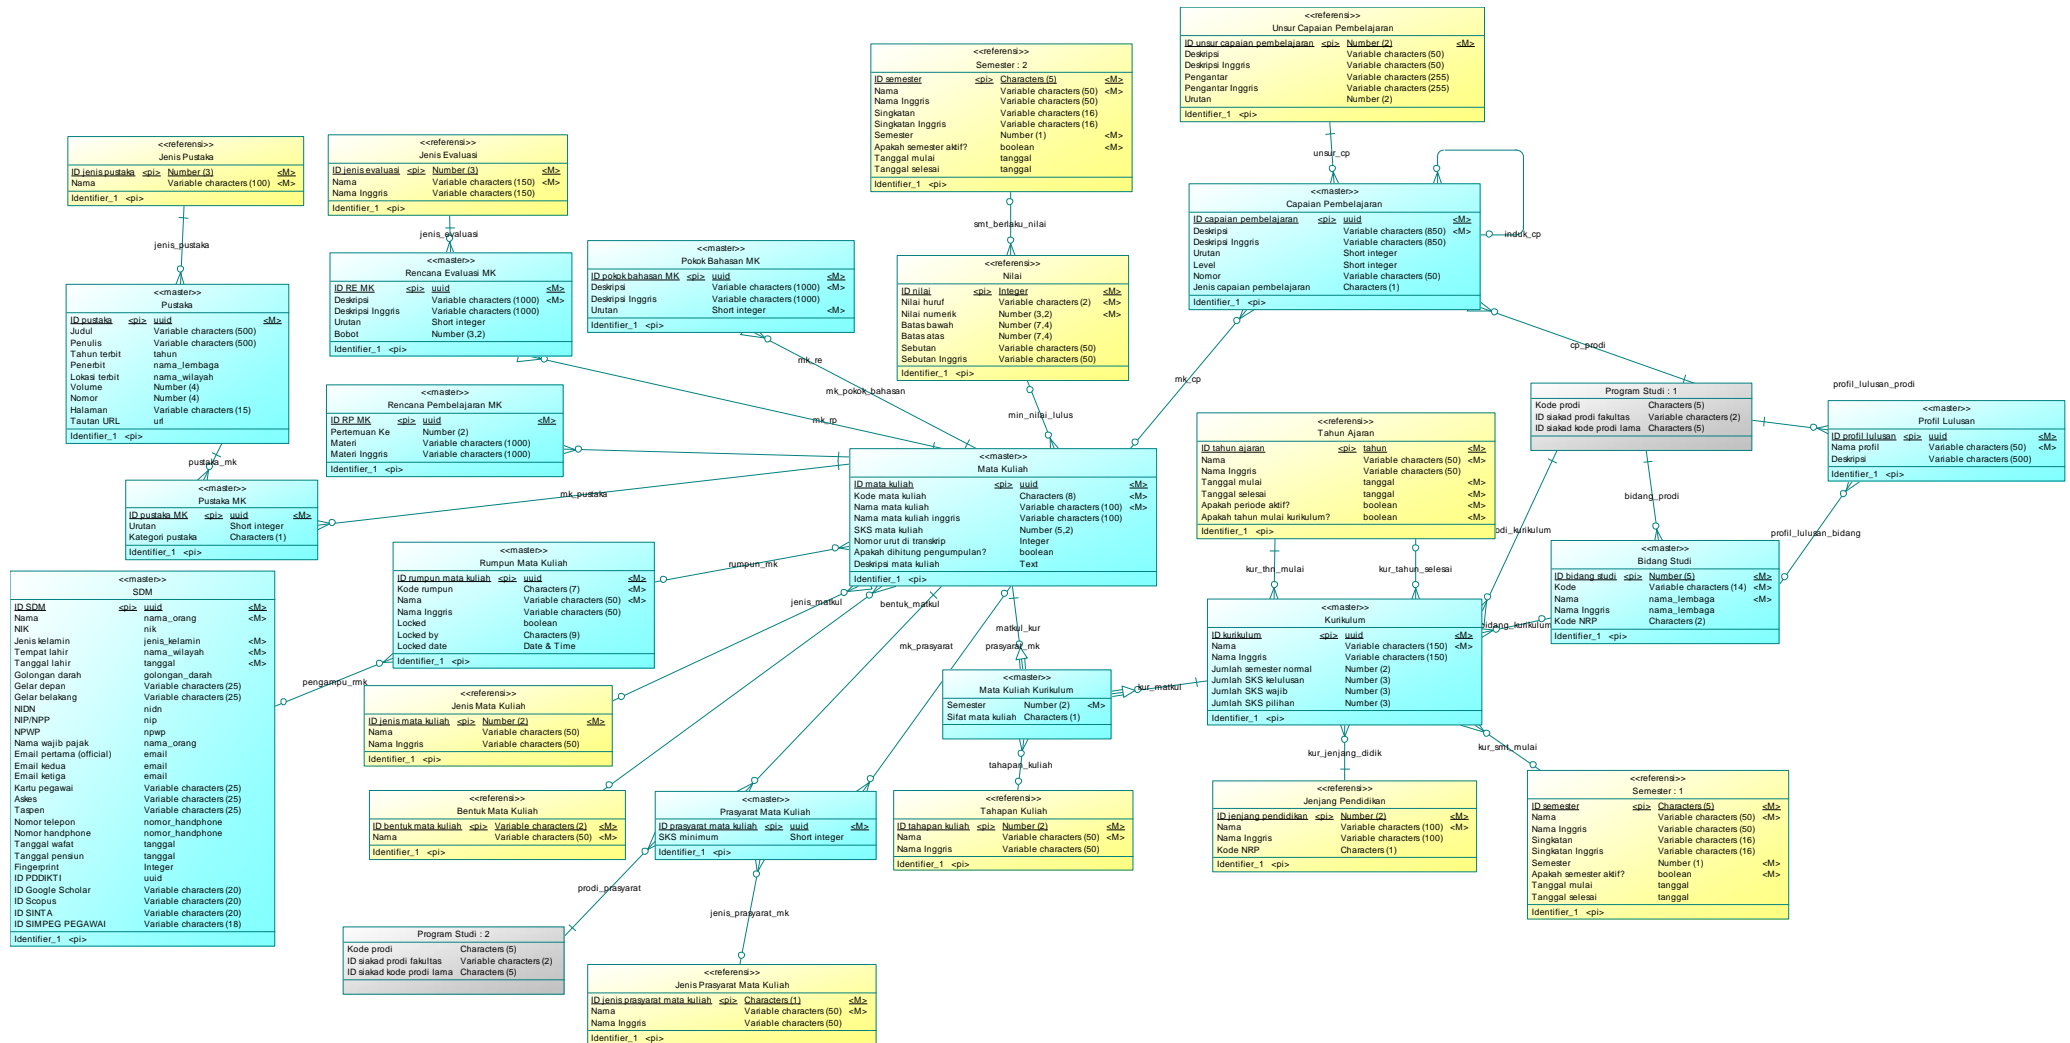 <<referensi>>
Unsur Capaian Pembelajaran
ID unsur capaian pembelajaran <pi> Number (2) <M>
Deskripsi Variable characters (50)
Deskripsi Inggris Variable characters (50)
Pengantar Variable characters (255)
Pengantar Inggris Variable characters (255)
Urutan Number (2)
Identifier_1 <pi>
<<referensi>>
Semester : 2
ID semester <pi> Characters (5) <M>
Nama Variable characters (50) <M>
Nama Inggris Variable characters (50)
Singkatan Variable characters (16)
Singkatan Inggris Variable characters (16)
Semester Number (1) <M>
Apakah semester aktif? boolean <M>
Tanggal mulai tanggal
Tanggal selesai tanggal
Identifier_1 <pi>
<<referensi>>
Jenis Pustaka
ID jenis pustaka <pi> Number (3) <M>
Nama Variable characters (100) <M>
Identifier_1 <pi>
<<referensi>>
Jenis Evaluasi
ID jenis evaluasi <pi> Number (3) <M>
Nama Variable characters (150) <M>
Nama Inggris Variable characters (150)
Identifier_1 <pi>
unsur_cp
<<master>>
Capaian Pembelajaran
ID capaian pembelajaran <pi> uuid <M>
Deskripsi Variable characters (850) <M>
Deskripsi Inggris Variable characters (850)
Urutan Short integer
Level Short integer
Nomor Variable characters (50)
Jenis capaian pembelajaran Characters (1)
Identifier_1 <pi>
induk_cp
jenis_pustaka
jenis_evaluasi
smt_berlaku_nilai
<<master>>
Pustaka
ID pustaka <pi> uuid <M>
Judul Variable characters (500)
Penulis Variable characters (500)
Tahun terbit tahun
Penerbit nama_lembaga
Lokasi terbit nama_wilayah
Volume Number (4)
Nomor Number (4)
Halaman Variable characters (15)
Tautan URL url
Identifier_1 <pi>
<<master>>
Rencana Evaluasi MK
ID RE MK <pi> uuid <M>
Deskripsi Variable characters (1000) <M>
Deskripsi Inggris Variable characters (1000)
Urutan Short integer
Bobot Number (3,2)
Identifier_1 <pi>
<<master>>
Pokok Bahasan MK
ID pokok bahasan MK <pi> uuid <M>
Deskripsi Variable characters (1000) <M>
Deskripsi Inggris Variable characters (1000)
Urutan Short integer <M>
Identifier_1 <pi>
<<referensi>>
Nilai
ID nilai <pi> Integer <M>
Nilai huruf Variable characters (2) <M>
Nilai numerik Number (3,2) <M>
Batas bawah Number (7,4)
Batas atas Number (7,4)
Sebutan Variable characters (50)
Sebutan Inggris Variable characters (50)
Identifier_1 <pi>
mk_re
mk_pokok_bahasan
mk_rp
min_nilai_lulus
mk_cp
cp_prodi
<<master>>
Rencana Pembelajaran MK
ID RP MK <pi> uuid <M>
Pertemuan Ke Number (2)
Materi Variable characters (1000)
Materi Inggris Variable characters (1000)
Identifier_1 <pi>
Program Studi : 1
Kode prodi Characters (5)
ID siakad prodi fakultas Variable characters (2)
ID siakad kode prodi lama Characters (5)
profil_lulusan_prodi
<<master>>
Profil Lulusan
ID profil lulusan <pi> uuid <M>
Nama profil Variable characters (50) <M>
Deskripsi Variable characters (500)
Identifier_1 <pi>
<<referensi>>
Tahun Ajaran
ID tahun ajaran <pi> tahun <M>
Nama Variable characters (50) <M>
Nama Inggris Variable characters (50)
Tanggal mulai tanggal <M>
Tanggal selesai tanggal <M>
Apakah periode aktif? boolean <M>
Apakah tahun mulai kurikulum? boolean <M>
Identifier_1 <pi>
<<master>>
Mata Kuliah
ID mata kuliah <pi> uuid <M>
Kode mata kuliah Characters (8) <M>
Nama mata kuliah Variable characters (100) <M>
Nama mata kuliah inggris Variable characters (100)
SKS mata kuliah Number (5,2)
Nomor urut di transkrip Integer
Apakah dihitung pengumpulan? boolean
Deskripsi mata kuliah Text
Identifier_1 <pi>
pustaka_mk
mk_pustaka
<<master>>
Pustaka MK
ID pustaka MK <pi> uuid <M>
Urutan Short integer
Kategori pustaka Characters (1)
Identifier_1 <pi>
bidang_prodi
odi_kurikulum
profil_lulusan_bidang
<<master>>
Bidang Studi
ID bidang studi <pi> Number (5) <M>
Kode Variable characters (14) <M>
Nama nama_lembaga <M>
Nama Inggris nama_lembaga
Kode NRP Characters (2)
Identifier_1 <pi>
bidang_kurikulum
<<master>>
Rumpun Mata Kuliah
ID rumpun mata kuliah <pi> uuid <M>
Kode rumpun Characters (7) <M>
Nama Variable characters (50) <M>
Nama Inggris Variable characters (50)
Locked boolean
Locked by Characters (9)
Locked date Date & Time
Identifier_1 <pi>
rumpun_mk
jenis_matkul
bentuk_matkul
kur_thn_mulai
kur_tahun_selesai
<<master>>
SDM
ID SDM <pi> uuid <M>
Nama nama_orang <M>
NIK nik
Jenis kelamin jenis_kelamin <M>
Tempat lahir nama_wilayah <M>
Tanggal lahir tanggal <M>
Golongan darah golongan_darah
Gelar depan Variable characters (25)
Gelar belakang Variable characters (25)
NIDN nidn
NIP/NPP nip
NPWP npwp
Nama wajib pajak nama_orang
Email pertama (official) email
Email kedua email
Email ketiga email
Kartu pegawai Variable characters (25)
Askes Variable characters (25)
Taspen Variable characters (25)
Nomor telepon nomor_handphone
Nomor handphone nomor_handphone
Tanggal wafat tanggal
Tanggal pensiun tanggal
Fingerprint Integer
ID PDDIKTI uuid
ID Google Scholar Variable characters (20)
ID Scopus Variable characters (20)
ID SINTA Variable characters (20)
ID SIMPEG PEGAWAI Variable characters (18)
Identifier_1 <pi>
pengampu_rmk
mk_prasyarat
matkul_kur
prasyarat_mk
<<master>>
Kurikulum
ID kurikulum <pi> uuid <M>
Nama Variable characters (150) <M>
Nama Inggris Variable characters (150)
Jumlah semester normal Number (2)
Jumlah SKS kelulusan Number (3)
Jumlah SKS wajib Number (3)
Jumlah SKS pilihan Number (3)
Identifier_1 <pi>
<<master>>
Mata Kuliah Kurikulum
Semester Number (2) <M>
Sifat mata kuliah Characters (1)
kur_matkul
<<referensi>>
Jenis Mata Kuliah
ID jenis mata kuliah <pi> Number (2) <M>
Nama Variable characters (50)
Nama Inggris Variable characters (50)
Identifier_1 <pi>
tahapan_kuliah
kur_jenjang_didik
kur_smt_mulai
<<referensi>>
Bentuk Mata Kuliah
ID bentuk mata kuliah <pi> Variable characters (2) <M>
Nama Variable characters (50) <M>
Identifier_1 <pi>
<<master>>
Prasyarat Mata Kuliah
ID prasyarat mata kuliah <pi> uuid <M>
SKS minimum Short integer
Identifier_1 <pi>
<<referensi>>
Tahapan Kuliah
ID tahapan kuliah <pi> Number (2) <M>
Nama Variable characters (50) <M>
Nama Inggris Variable characters (50)
Identifier_1 <pi>
<<referensi>>
Jenjang Pendidikan
ID jenjang pendidikan <pi> Number (2) <M>
Nama Variable characters (100) <M>
Nama Inggris Variable characters (100)
Kode NRP Characters (1)
Identifier_1 <pi>
<<referensi>>
Semester : 1
ID semester <pi> Characters (5) <M>
Nama Variable characters (50) <M>
Nama Inggris Variable characters (50)
Singkatan Variable characters (16)
Singkatan Inggris Variable characters (16)
Semester Number (1) <M>
Apakah semester aktif? boolean <M>
Tanggal mulai tanggal
Tanggal selesai tanggal
Identifier_1 <pi>
prodi_prasyarat
jenis_prasyarat_mk
Program Studi : 2
Kode prodi Characters (5)
ID siakad prodi fakultas Variable characters (2)
ID siakad kode prodi lama Characters (5)
<<referensi>>
Jenis Prasyarat Mata Kuliah
ID jenis prasyarat mata kuliah <pi> Characters (1) <M>
Nama Variable characters (50) <M>
Nama Inggris Variable characters (50)
Identifier_1 <pi>